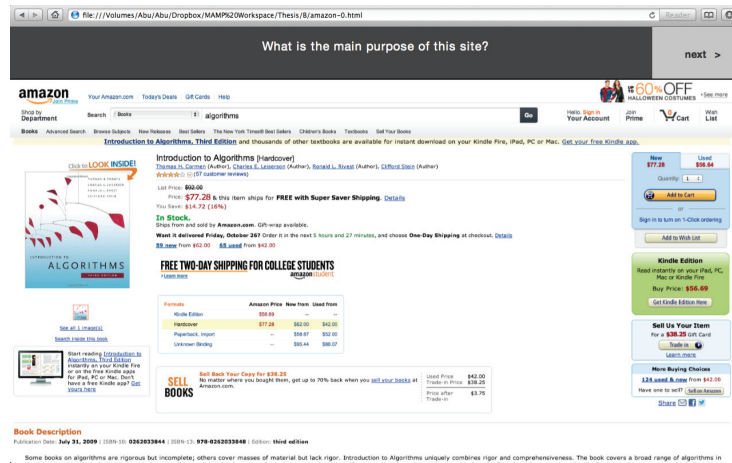 file:///Volumes/Abu/Abu/Dropbox/MAMP%20Workspace/Thesis/B/amazon-0.html
Reader
What is the main purpose of this site?
next >
amazon
Join Prime
Your Amazon.com Today's Deals Gift Cards Help
UP TO 60% OFF
HALLOWEEN COSTUMES
› See more
Shop by
Department
Search
Books
algorithms
Go
Hello. Sign in
Your Account
Join
Prime
0
Cart
Wish
List
Books Advanced Search Browse Subjects New Releases Best Sellers The New York Times® Best Sellers Children's Books Textbooks Sell Your Books
Introduction to Algorithms, Third Edition and thousands of other textbooks are available for instant download on your Kindle Fire, iPad, PC or Mac. Get your free Kindle app.
Click to LOOK INSIDE!
INTRODUCTION TO
ALGORITHMS
THIRD EDITION
See all 1 image(s)
Search inside this book
Start reading Introduction to
Algorithms, Third Edition
instantly on your Kindle Fire
or on the free Kindle apps
for iPad, PC or Mac. Don't
have a free Kindle app? Get
yours here
Introduction to Algorithms [Hardcover]
Thomas H. Cormen (Author), Charles E. Leiserson (Author), Ronald L. Rivest (Author), Clifford Stein (Author)
(57 customer reviews)
List Price: $92.00
Price: $77.28 & this item ships for FREE with Super Saver Shipping. Details
You Save: $14.72 (16%)
In Stock.
Ships from and sold by Amazon.com. Gift-wrap available.
Want it delivered Friday, October 26? Order it in the next 5 hours and 27 minutes, and choose One-Day Shipping at checkout. Details
59 new from $62.00 65 used from $42.00
FREE TWO-DAY SHIPPING FOR COLLEGE STUDENTS
› Learn more
amazonstudent
Formats Amazon Price New from Used from
Kindle Edition $56.69 -- --
Hardcover $77.28 $62.00 $42.00
Paperback, Import -- $58.97 $52.00
Unknown Binding -- $95.44 $88.07
SELL
BOOKS
Sell Back Your Copy for $38.25
No matter where you bought them, get up to 70% back when you sell your books at
Amazon.com.
Used Price $42.00
Trade-in Price $38.25
Price after
Trade-in $3.75
New
$77.28
Used
$56.64
Quantity: 1
Add to Cart
or
Sign in to turn on 1-Click ordering
Add to Wish List
Kindle Edition
Read instantly on your iPad, PC,
Mac or Kindle Fire
Buy Price: $56.69
Get Kindle Edition Here
Sell Us Your
Item
For a $38.25 Gift Card
Trade in
Learn more
More Buying Choices
124 used & new from $42.00
Have one to sell? Sell on Amazon
Share
Book Description
Publication Date: July 31, 2009 | ISBN-10: 0262033844 | ISBN-13: 978-0262033848 | Edition: third edition
Some books on algorithms are rigorous but incomplete; others cover masses of material but lack rigor. Introduction to Algorithms uniquely combines rigor and comprehensiveness. The book covers a broad range of algorithms in